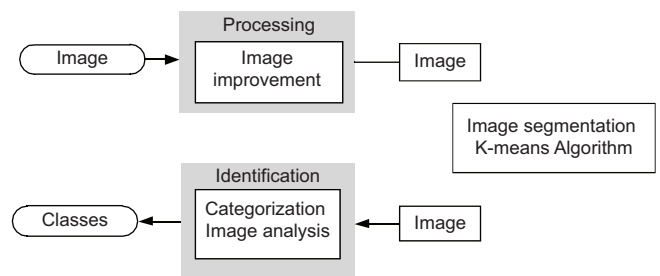 Processing
Image
Image
improvement
Image
Image segmentation
K-means Algorithm
Identification
Classes
Categorization
Image analysis
Image